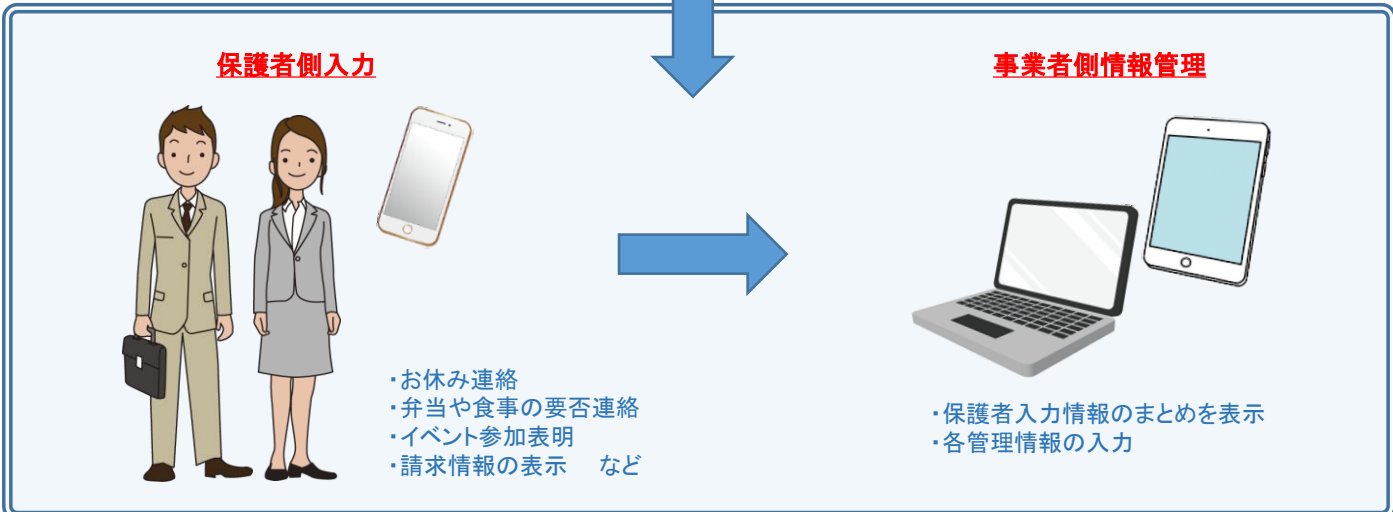 保護者側入力
事業者側情報管理
・お休み連絡
・弁当や食事の要否連絡
・イベント参加表明
・請求情報の表示　など
・保護者入力情報のまとめを表示
・各管理情報の入力